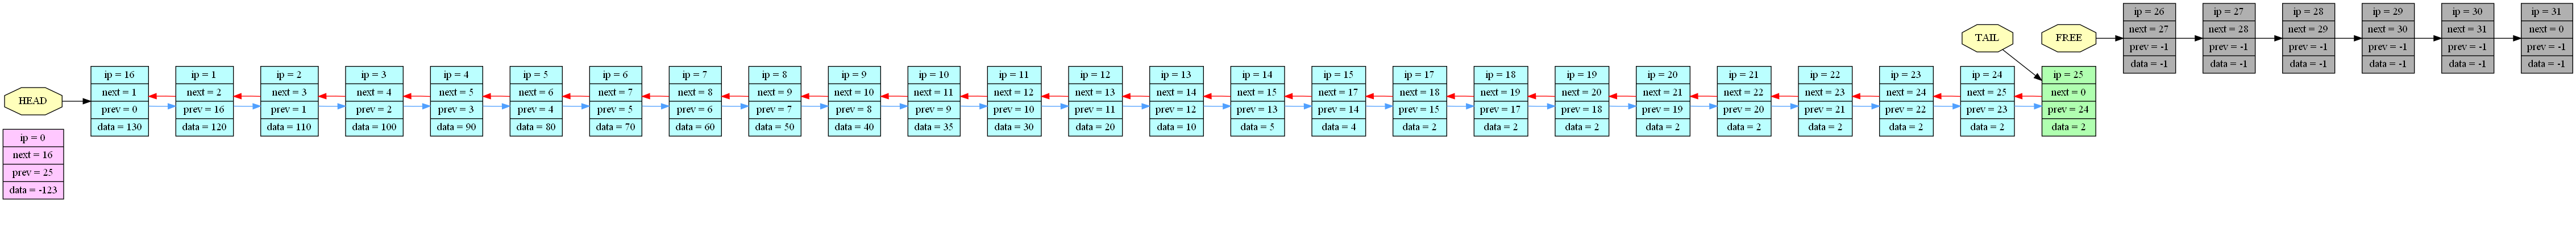 HEAD
ip = 0
next = 16
prev = 25
data = -123
ip = 16
next = 1
prev = 0
data = 130
ip = 1
next = 2
prev = 16
data = 120
ip = 2
next = 3
prev = 1
data = 110
ip = 3
next = 4
prev = 2
data = 100
ip = 4
next = 5
prev = 3
data = 90
ip = 5
next = 6
prev = 4
data = 80
ip = 6
next = 7
prev = 5
data = 70
ip = 7
next = 8
prev = 6
data = 60
ip = 8
next = 9
prev = 7
data = 50
ip = 9
next = 10
prev = 8
data = 40
ip = 10
next = 11
prev = 9
data = 35
ip = 11
next = 12
prev = 10
data = 30
ip = 12
next = 13
prev = 11
data = 20
ip = 13
next = 14
prev = 12
data = 10
ip = 14
next = 15
prev = 13
data = 5
ip = 15
next = 17
prev = 14
data = 4
ip = 17
next = 18
prev = 15
data = 2
ip = 18
next = 19
prev = 17
data = 2
ip = 19
next = 20
prev = 18
data = 2
ip = 20
next = 21
prev = 19
data = 2
ip = 21
next = 22
prev = 20
data = 2
ip = 22
next = 23
prev = 21
data = 2
ip = 23
next = 24
prev = 22
data = 2
ip = 24
next = 25
prev = 23
data = 2
TAIL
ip = 25
next = 0
prev = 24
data = 2
FREE
ip = 26
next = 27
prev = -1
data = -1
ip = 27
next = 28
prev = -1
data = -1
ip = 28
next = 29
prev = -1
data = -1
ip = 29
next = 30
prev = -1
data = -1
ip = 30
next = 31
prev = -1
data = -1
ip = 31
next = 0
prev = -1
data = -1